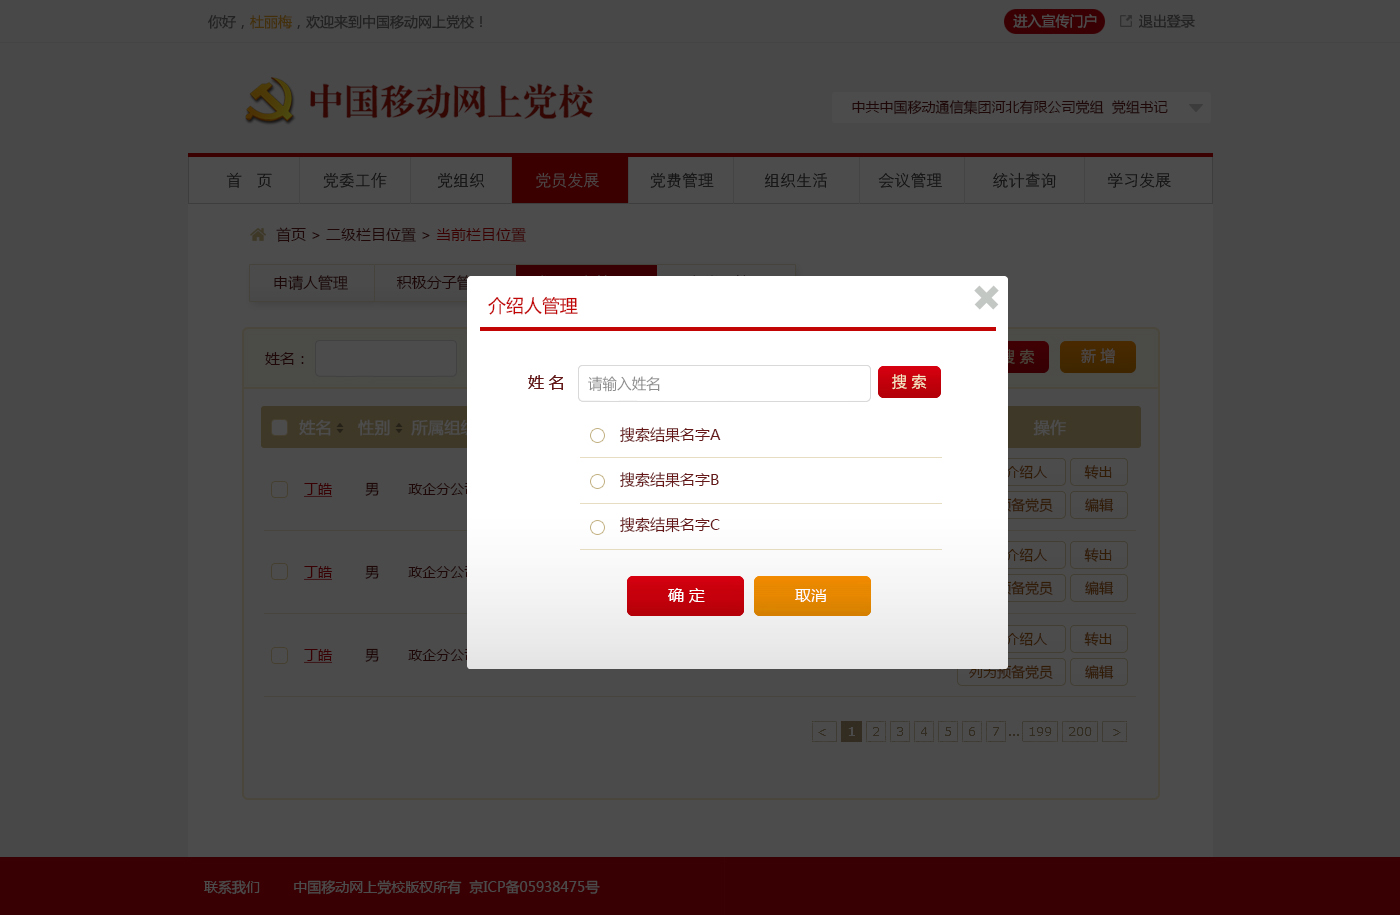 你好，杜丽梅，欢迎来到中国移动网上党校！
进入宣传门户 退出登录
中国移动网上党校
中共中国移动通信集团河北有限公司党组 党组书记
首 页 党委工作 党组织 党员发展 党费管理 组织生活 会议管理 统计查询 学习发展
首页 > 二级栏目位置 > 当前栏目位置
申请人管理 积极分子管
介绍人管理
姓名： 搜 索 新 增
姓 名 请输入姓名 搜 索
姓名 性别 所属组织 操作
搜索结果名字A
丁皓 男 政企分公司 介绍人 转出
搜索结果名字B
预备党员 编辑
搜索结果名字C
丁皓 男 政企分公司 介绍人 转出
预备党员 编辑
确 定 取消
丁皓 男 政企分公司 介绍人 转出
列为预备党员 编辑
< 1 2 3 4 5 6 7 ... 199 200 >
联系我们 中国移动网上党校版权所有 京ICP备05938475号